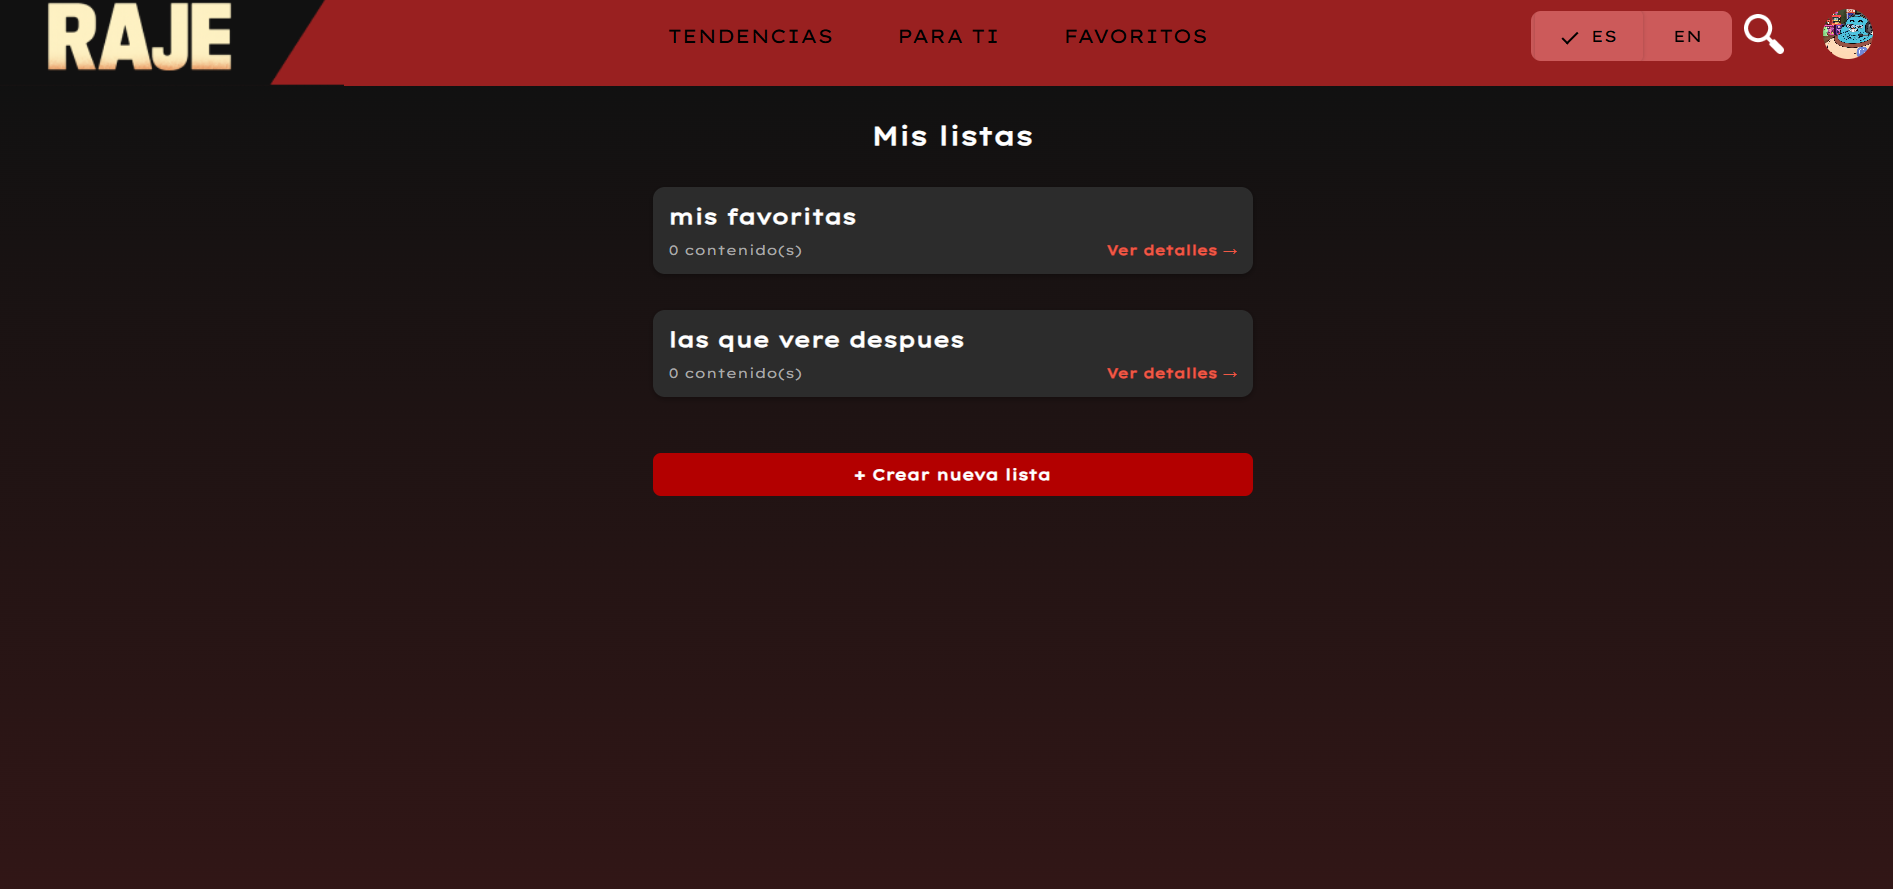 RAJE
TENDENCIAS PARA TI FAVORITOS ES EN
Mis listas
mis favoritas
0 contenido(s) Ver detalles →
las que vere despues
0 contenido(s) Ver detalles →
+ Crear nueva lista